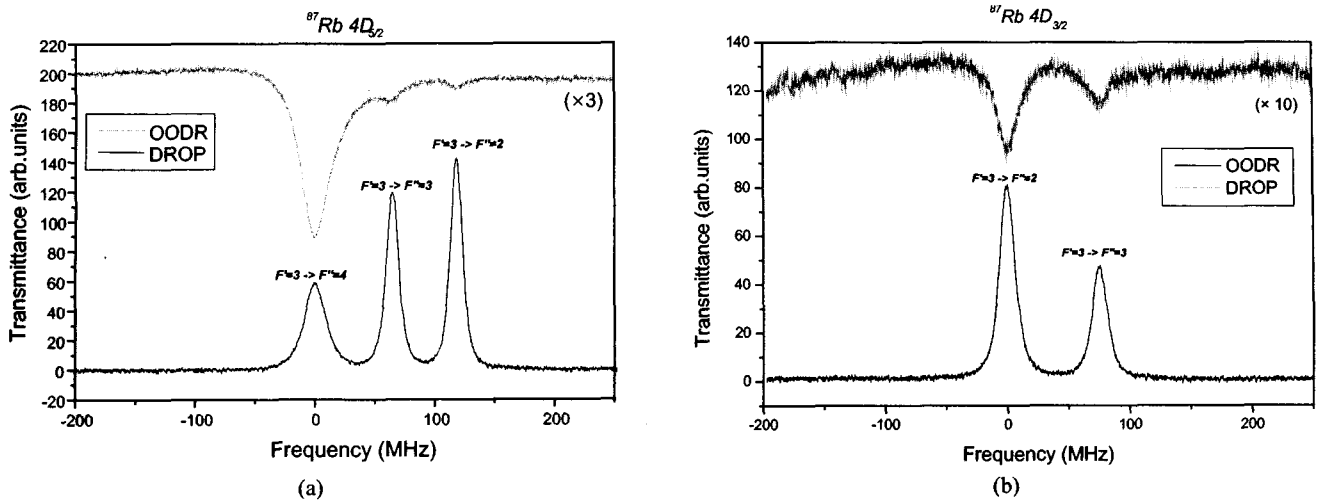 87Rb 4D5/2
220
200
180
160
140
120
100
80
60
40
20
0
-20
Transmittance (arb.units)
(×3)
OODR
DROP
F'=3 -> F''=2
F'=3 -> F''=3
F'=3 -> F''=4
-200
-100
0
100
200
Frequency (MHz)
(a)
87Rb 4D3/2
140
120
100
80
60
40
20
0
Transmittance (arb.units)
(× 10)
OODR
DROP
F'=3 -> F''=2
F'=3 -> F''=3
-200
-100
0
100
200
Frequency (MHz)
(b)